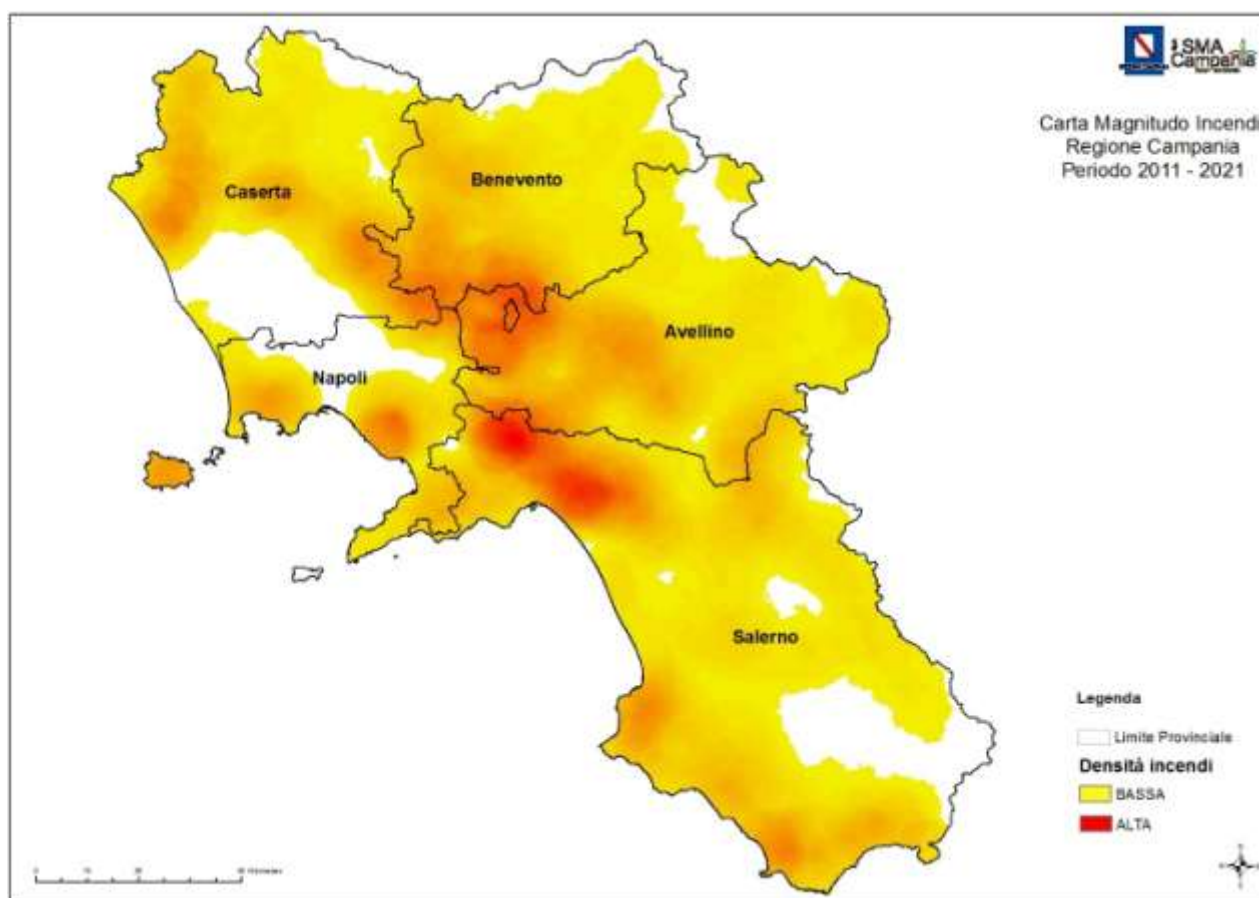 SMA
Campania
Carta Magnitudo Incendi
Regione Campania
Periodo 2011 - 2021
Benevento
Caserta
Avellino
Napoli
Salerno
Legenda
Limite Provinciale
Densità incendi
BASSA
ALTA
0